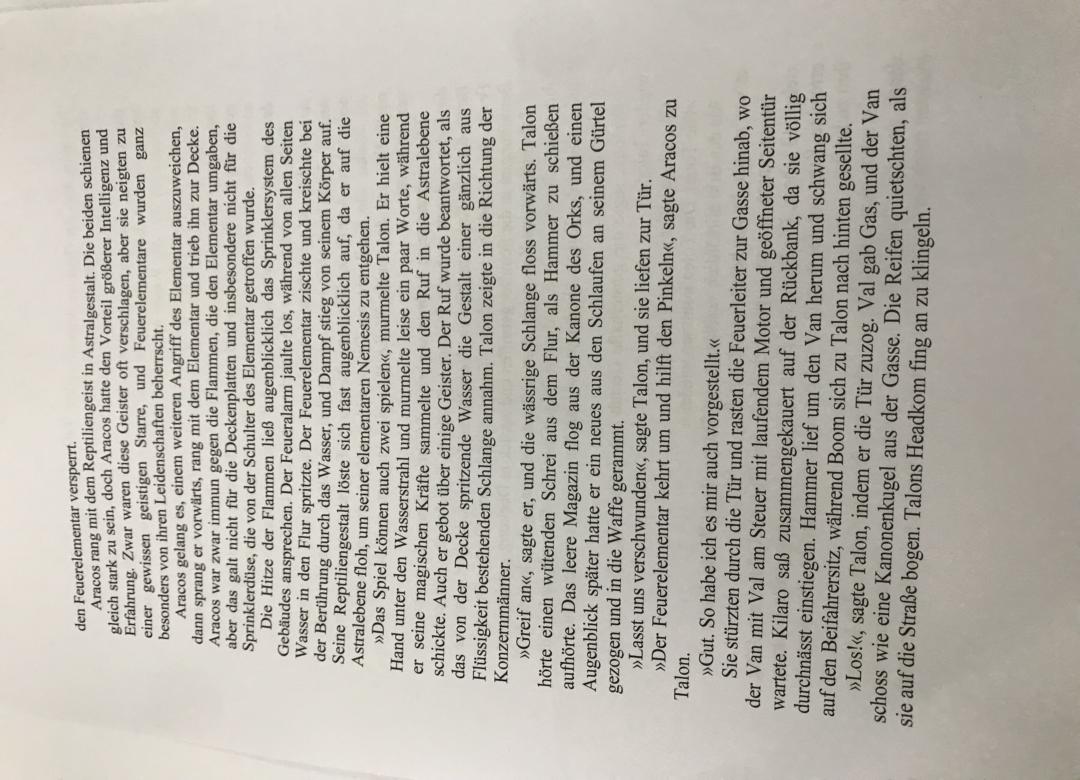 den Feuerelementar versperrt.
Aracos rang mit dem Reptiliengeist in Astralgestalt. Die beiden schienen
gleich stark zu sein, doch Aracos hatte den Vorteil größerer Intelligenz und
Erfahrung. Zwar waren diese Geister oft verschlagen, aber sie neigten zu
einer gewissen geistigen Starre, und Feuerelementare wurden ganz
besonders von ihren Leidenschaften beherrscht.
Aracos gelang es, einem weiteren Angriff des Elementar auszuweichen,
dann sprang er vorwärts, rang mit dem Elementar und trieb ihn zur Decke.
Aracos war zwar immun gegen die Flammen, die den Elementar umgaben,
aber das galt nicht für die Deckenplatten und insbesondere nicht für die
Sprinklerdüse, die von der Schulter des Elementar getroffen wurde.
Die Hitze der Flammen ließ augenblicklich das Sprinklersystem des
Gebäudes ansprechen. Der Feueralarm jaulte los, während von allen Seiten
Wasser in den Flur spritzte. Der Feuerelementar zischte und kreischte bei
der Berührung durch das Wasser, und Dampf stieg von seinem Körper auf.
Seine Reptiliengestalt löste sich fast augenblicklich auf, da er auf die
Astralebene floh, um seiner elementaren Nemesis zu entgehen.
»Das Spiel können auch zwei spielen«, murmelte Talon. Er hielt eine
Hand unter den Wasserstrahl und murmelte leise ein paar Worte, während
er seine magischen Kräfte sammelte und den Ruf in die Astralebene
schickte. Auch er gebot über einige Geister. Der Ruf wurde beantwortet, als
das von der Decke spritzende Wasser die Gestalt einer gänzlich aus
Flüssigkeit bestehenden Schlange annahm. Talon zeigte in die Richtung der
Konzernmänner.
»Greif an«, sagte er, und die wässrige Schlange floss vorwärts. Talon
hörte einen wütenden Schrei aus dem Flur, als Hammer zu schießen
aufhörte. Das leere Magazin flog aus der Kanone des Orks, und einen
Augenblick später hatte er ein neues aus den Schlaufen an seinem Gürtel
gezogen und in die Waffe gerammt.
»Lasst uns verschwunden«, sagte Talon, und sie liefen zur Tür.
»Der Feuerelementar kehrt um und hilft den Pinkeln«, sagte Aracos zu
Talon.
»Gut. So habe ich es mir auch vorgestellt.«
Sie stürzten durch die Tür und rasten die Feuerleiter zur Gasse hinab, wo
der Van mit Val am Steuer mit laufendem Motor und geöffneter Seitentür
wartete. Kilaro saß zusammengekauert auf der Rückbank, da sie völlig
durchnässt einstiegen. Hammer lief um den Van herum und schwang sich
auf den Beifahrersitz, während Boom sich zu Talon nach hinten gesellte.
»Los!«, sagte Talon, indem er die Tür zuzog. Val gab Gas, und der Van
schoss wie eine Kanonenkugel aus der Gasse. Die Reifen quietschten, als
sie auf die Straße bogen. Talons Headkom fing an zu klingeln.